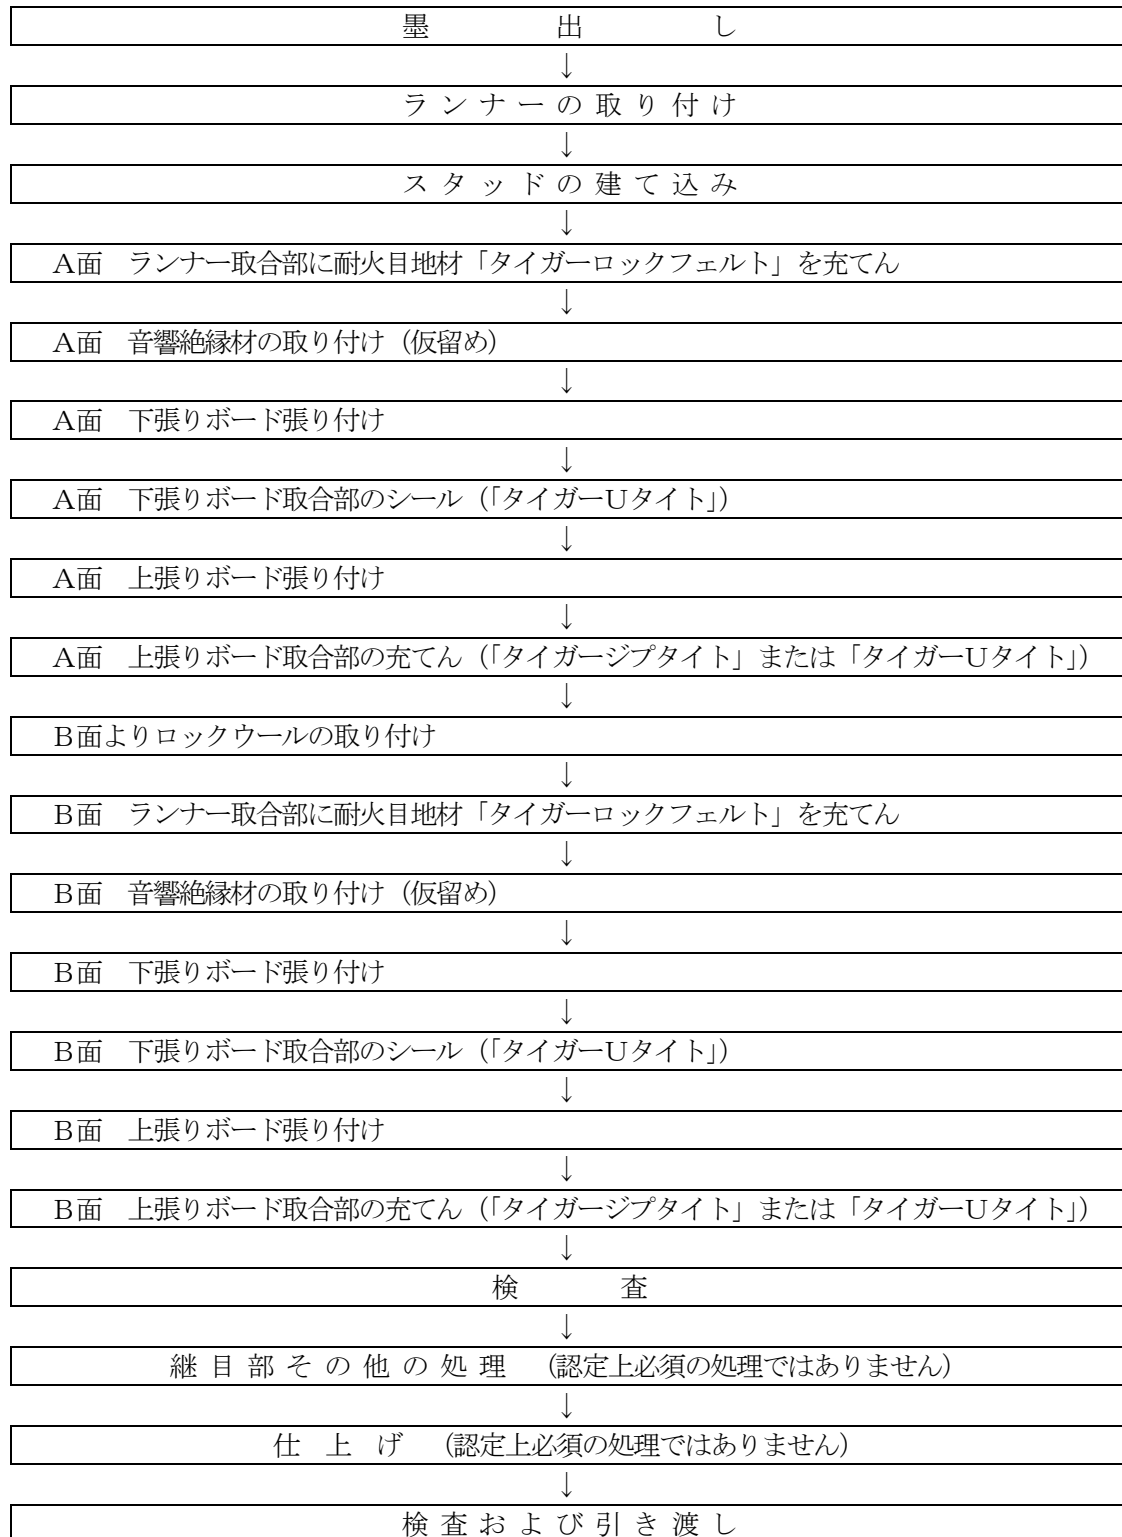 墨出し
↓
ランナーの取り付け
↓
スタッドの建て込み
↓
A面　ランナー取合部に耐火目地材「タイガーロックフェルト」を充てん
↓
A面　音響絶縁材の取り付け（仮留め）
↓
A面　下張りボード張り付け
↓
A面　下張りボード取合部のシール（「タイガーUタイト」）
↓
A面　上張りボード張り付け
↓
A面　上張りボード取合部の充てん（「タイガージプタイト」または「タイガーUタイト」）
↓
B面よりロックウールの取り付け
↓
B面　ランナー取合部に耐火目地材「タイガーロックフェルト」を充てん
↓
B面　音響絶縁材の取り付け（仮留め）
↓
B面　下張りボード張り付け
↓
B面　下張りボード取合部のシール（「タイガーUタイト」）
↓
B面　上張りボード張り付け
↓
B面　上張りボード取合部の充てん（「タイガージプタイト」または「タイガーUタイト」）
↓
検査
↓
継目部その他の処理　（認定上必須の処理ではありません）
↓
仕上げ　（認定上必須の処理ではありません）
↓
検査および引き渡し